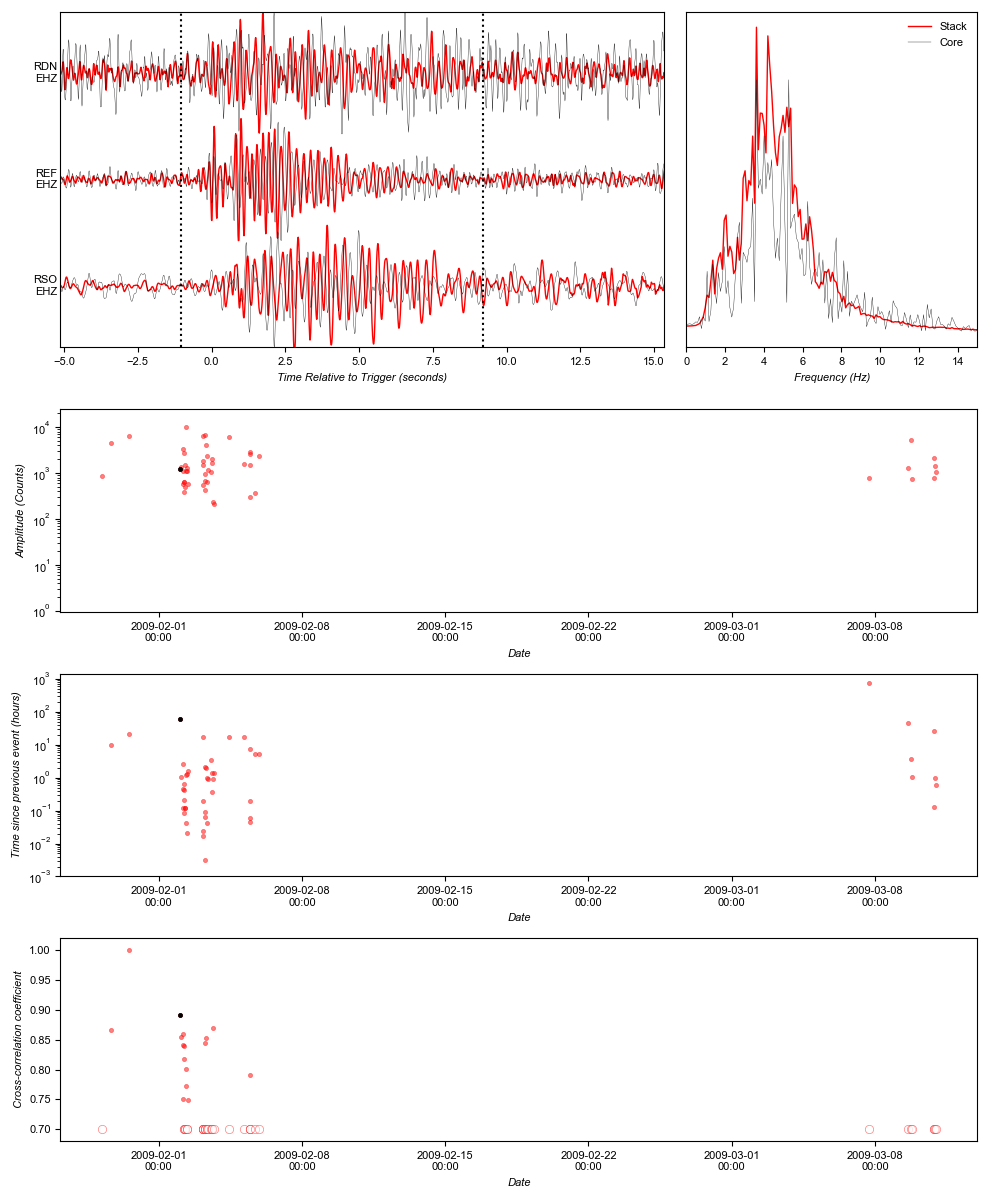 RDN
EHZ
REF
EHZ
RSO
EHZ
−5.0 −2.5 0.0 2.5 5.0 7.5 10.0 12.5 15.0
Time Relative to Trigger (seconds)
Stack
Core
0 2 4 6 8 10 12 14
Frequency (Hz)
10^4
10^3
10^2
10^1
10^0
Amplitude (Counts)
2009-02-01 2009-02-08 2009-02-15 2009-02-22 2009-03-01 2009-03-08
00:00 00:00 00:00 00:00 00:00 00:00
Date
10^3
10^2
10^1
10^0
10^−1
10^−2
10^−3
Time since previous event (hours)
2009-02-01 2009-02-08 2009-02-15 2009-02-22 2009-03-01 2009-03-08
00:00 00:00 00:00 00:00 00:00 00:00
Date
1.00
0.95
0.90
0.85
0.80
0.75
0.70
Cross-correlation coefficient
2009-02-01 2009-02-08 2009-02-15 2009-02-22 2009-03-01 2009-03-08
00:00 00:00 00:00 00:00 00:00 00:00
Date